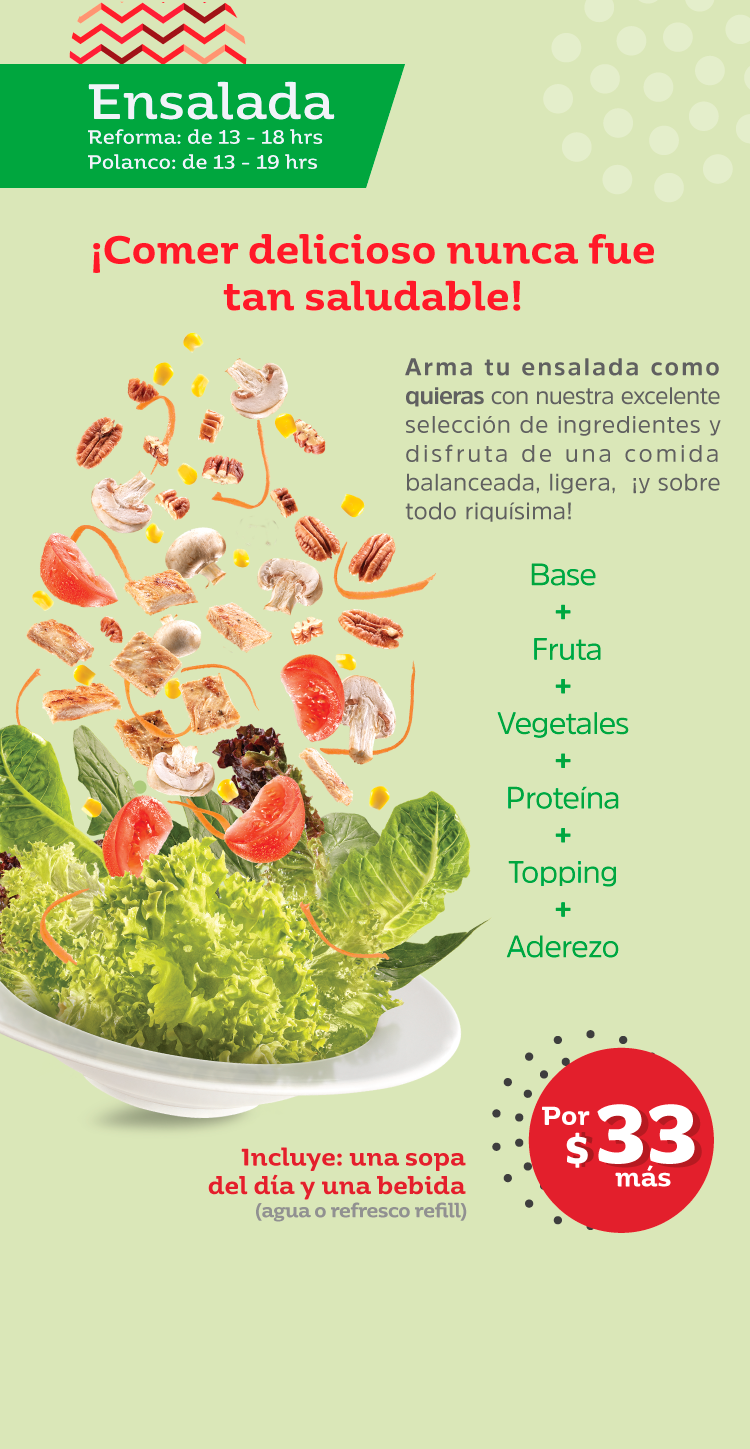 Ensalada
Reforma: de 13 - 18 hrs
Polanco: de 13 - 19 hrs
¡Comer delicioso nunca fue
tan saludable!
Arma tu ensalada como
quieras con nuestra excelente
selección de ingredientes y
disfruta de una comida
balanceada, ligera, ¡y sobre
todo riquísima!
Base
+
Fruta
+
Vegetales
+
Proteína
+
Topping
+
Aderezo
Por
$33
más
Incluye: una sopa
del día y una bebida
(agua o refresco refill)